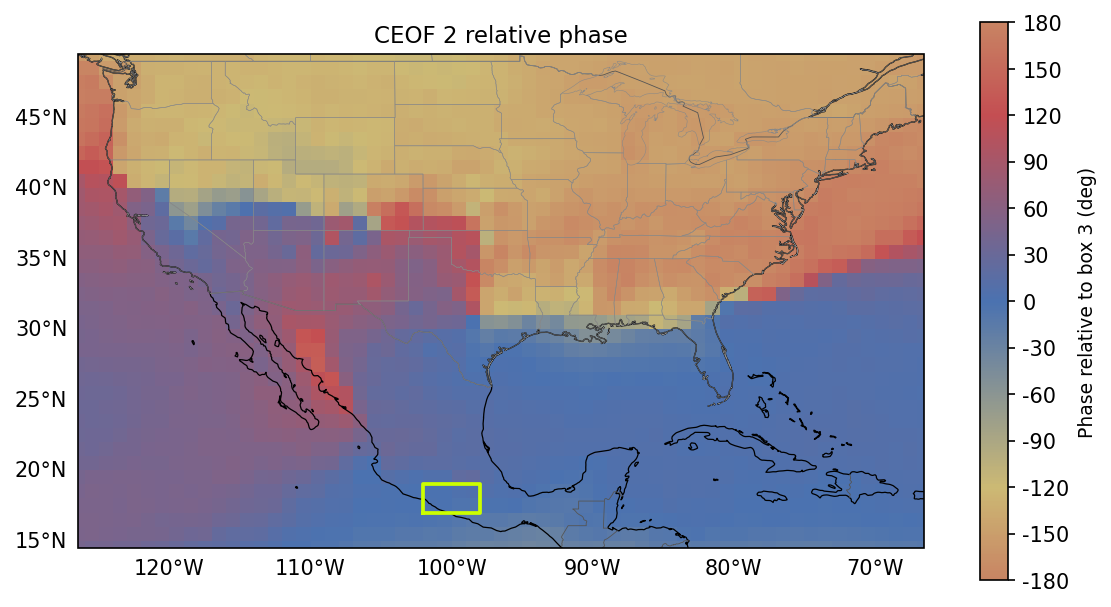 CEOF 2 relative phase
45°N
40°N
35°N
30°N
25°N
20°N
15°N
120°W
110°W
100°W
90°W
80°W
70°W
180
150
120
90
60
30
0
-30
-60
-90
-120
-150
-180
Phase relative to box 3 (deg)